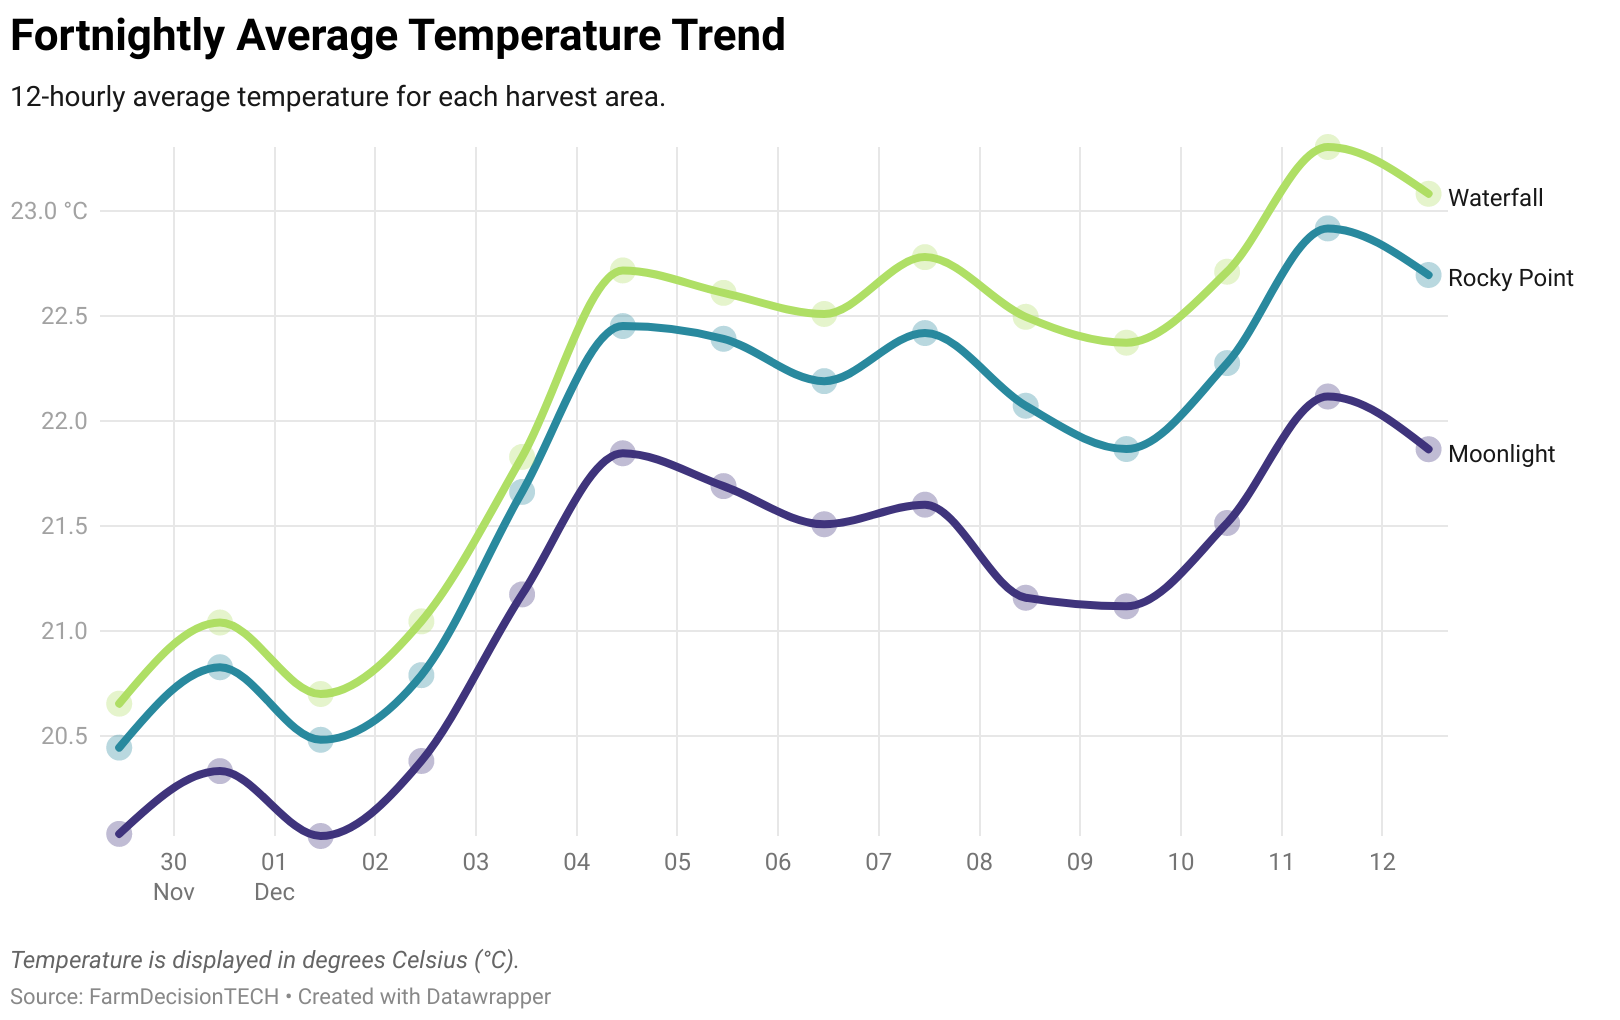 Fortnightly Average Temperature Trend
12-hourly average temperature for each harvest area.
23.0 °C
22.5
22.0
21.5
21.0
20.5
Waterfall
Rocky Point
Moonlight
30 01 02 03 04 05 06 07 08 09 10 11 12
Nov Dec
Temperature is displayed in degrees Celsius (°C).
Source: FarmDecisionTECH • Created with Datawrapper